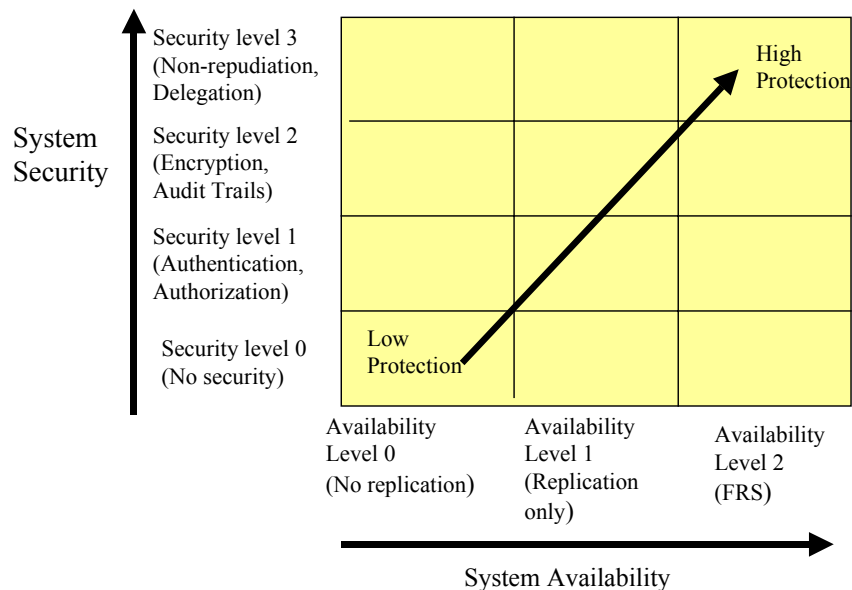 Security level 3
(Non-repudiation,
Delegation)
High
Protection
System
Security
Security level 2
(Encryption,
Audit Trails)
Security level 1
(Authentication,
Authorization)
Security level 0
(No security)
Low
Protection
Availability
Level 0
(No replication)
Availability
Level 1
(Replication
only)
Availability
Level 2
(FRS)
System Availability